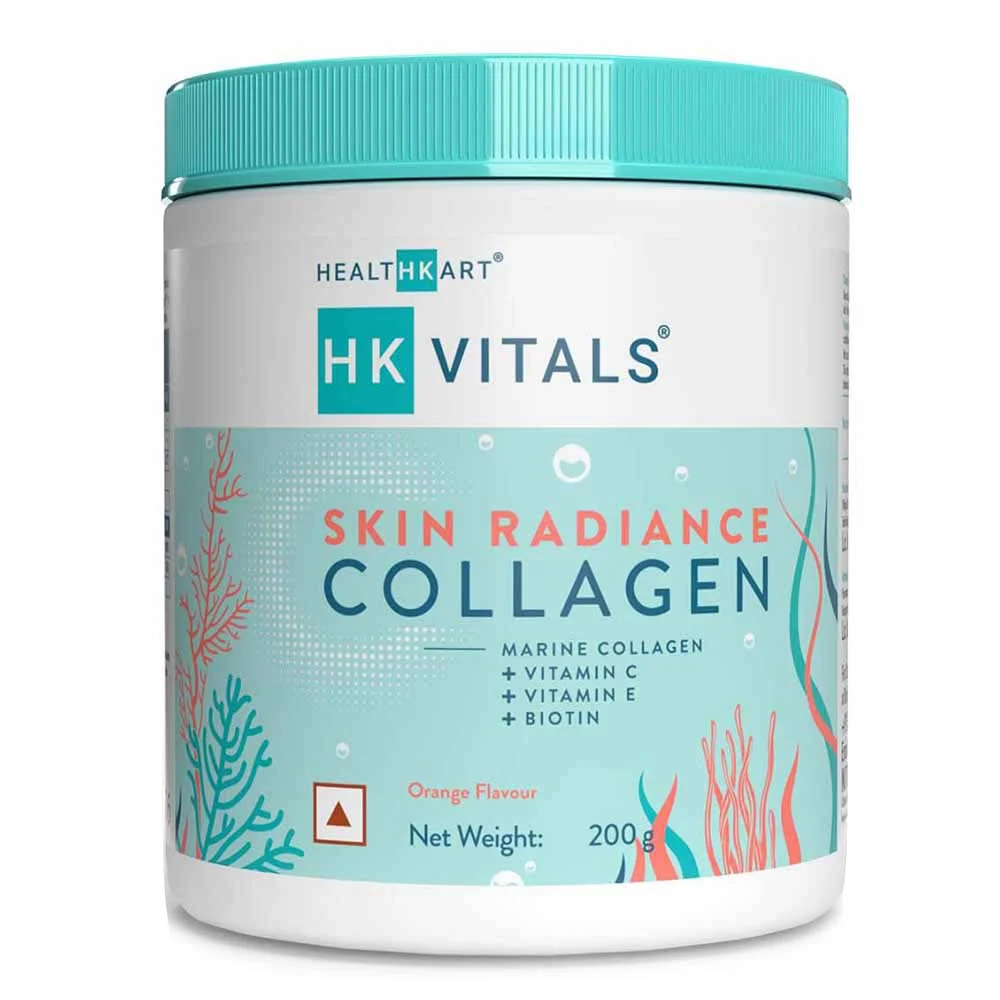 HEALTHKART®
HK VITALS®
SKIN RADIANCE
COLLAGEN
MARINE COLLAGEN
+ VITAMIN C
+ VITAMIN E
+ BIOTIN
Orange Flavour
Net Weight: 200 g